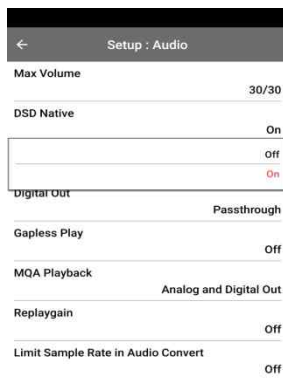 Setup : Audio
Max Volume
30/30
DSD Native
On
Off
On
Digital Out
Passthrough
Gapless Play
Off
MQA Playback
Analog and Digital Out
Replaygain
Off
Limit Sample Rate in Audio Convert
Off